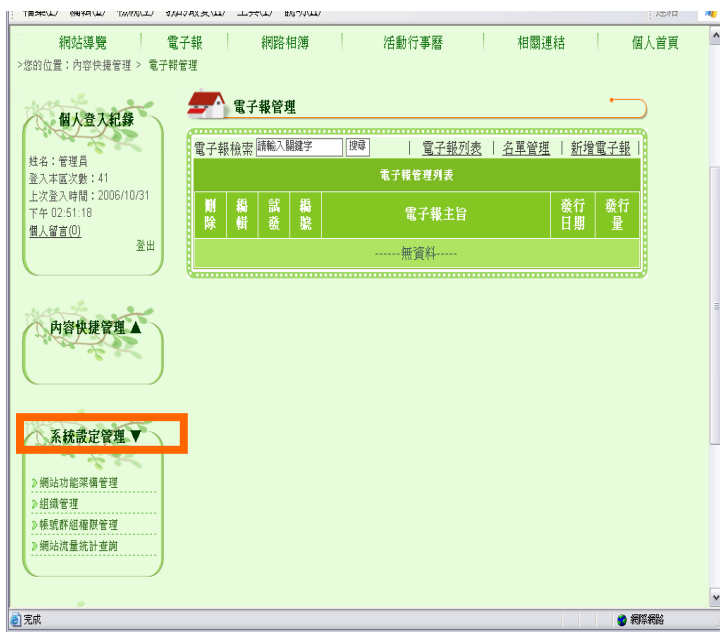 網站導覽 電子報 網路相簿 活動行事曆 相關連結 個人首頁
>您的位置：內容快捷管理 > 電子報管理
個人登入紀錄
姓名：管理員
登入本區次數：41
上次登入時間：2006/10/31
下午 02:51:18
個人留言(0)
登出
電子報管理
電子報檢索 請輸入關鍵字 搜尋 | 電子報列表 | 名單管理 | 新增電子報 |
電子報管理列表
刪除 編輯 試發 編號 電子報主旨 發行日期 發行量
------無資料-----
內容快捷管理▲
系統設定管理▼
網站功能架構管理
組織管理
帳號群組權限管理
網站流量統計查詢
完成 網際網路